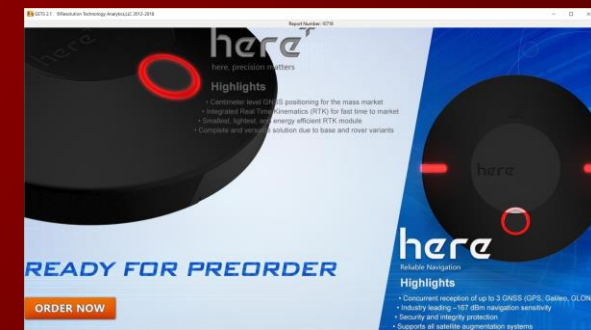 GSTS 2.1 ©Resolution Technology Analytics,LLC 2012-2018
Report Number: 10716
here
here, precision matters
Highlights
• Centimeter level GNSS positioning for the mass market
• Integrated Real Time Kinematics (RTK) for fast time to market
• Smallest, lightest, and energy efficient RTK module
• Complete and versatile solution due to base and rover variants
READY FOR PREORDER
ORDER NOW
here
here
Reliable Navigation
Highlights
• Concurrent reception of up to 3 GNSS (GPS, Galileo, GLON
• Industry leading –167 dBm navigation sensitivity
• Security and integrity protection
• Supports all satellite augmentation systems